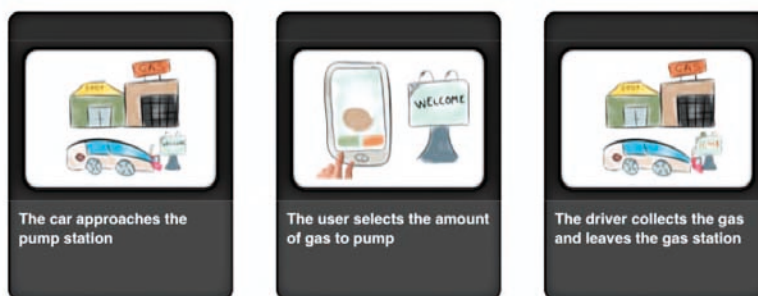 GAS
SHOP
WELCOME
The car approaches the
pump station
WELCOME
The user selects the amount
of gas to pump
GAS
SHOP
The driver collects the gas
and leaves the gas station